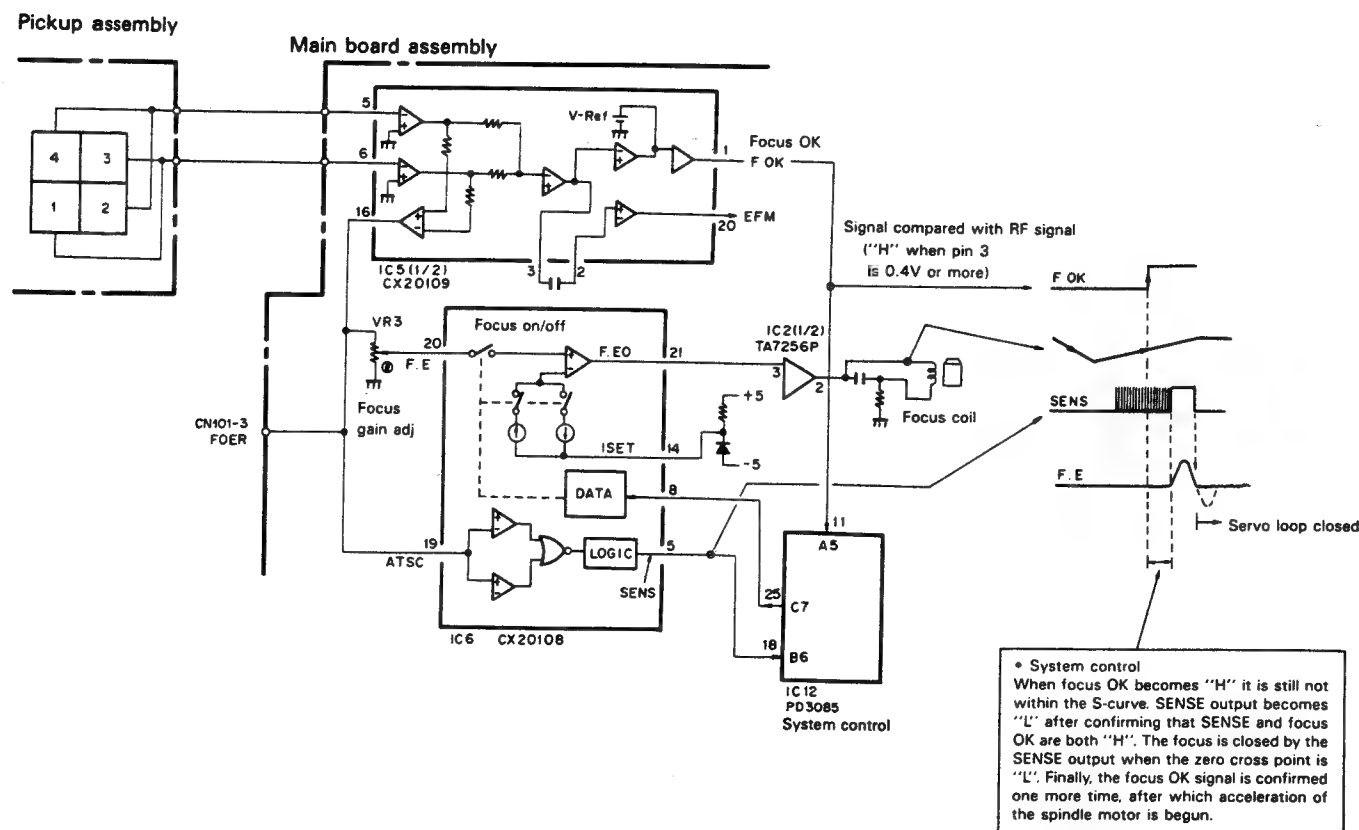 Pickup assembly
Main board assembly
4
3
1
2
5
6
16
V-Ref
Focus OK
1
F OK
EFM
20
3
2
IC5(1/2)
CX20109
Signal compared with RF signal
("H" when pin 3
is 0.4V or more)
F OK
VR3
20
F.E
Focus
gain adj
CN101-3
FOER
Focus on/off
F.EO
21
IC2(1/2)
TA7256P
3
2
Focus coil
+5
-5
ISET
14
DATA
8
19
ATSC
LOGIC
5
SENS
IC6 CX20108
11
A5
25
C7
18
B6
IC12
PD3085
System control
SENS
F.E
Servo loop closed
• System control
When focus OK becomes "H" it is still not
within the S-curve. SENSE output becomes
"L" after confirming that SENSE and focus
OK are both "H". The focus is closed by the
SENSE output when the zero cross point is
"L". Finally, the focus OK signal is confirmed
one more time, after which acceleration of
the spindle motor is begun.